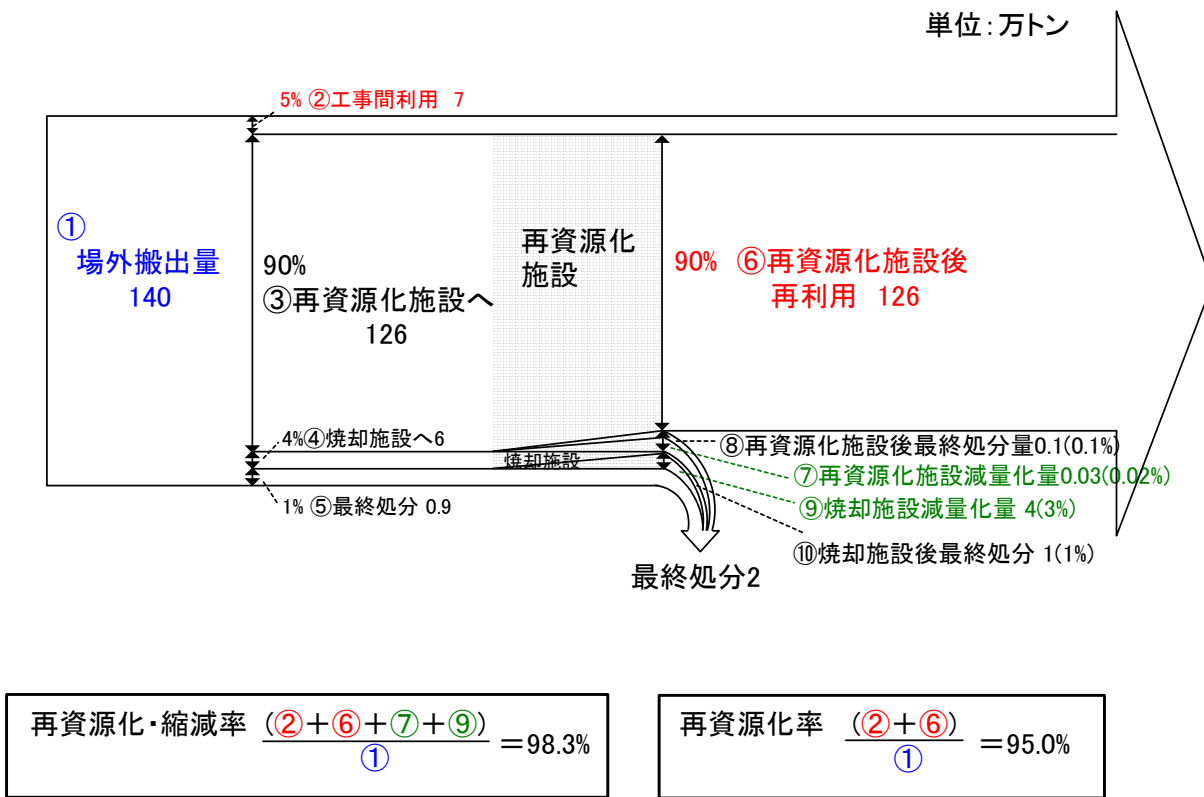 単位：万トン
5% ②工事間利用 7
①
場外搬出量
140
90%
③再資源化施設へ
126
再資源化
施設
90% ⑥再資源化施設後
再利用 126
4%④焼却施設へ6
焼却施設
1% ⑤最終処分 0.9
⑧再資源化施設後最終処分量0.1(0.1%)
⑦再資源化施設減量化量0.03(0.02%)
⑨焼却施設減量化量 4(3%)
⑩焼却施設後最終処分 1(1%)
最終処分2
再資源化・縮減率 (②＋⑥＋⑦＋⑨)
① ＝98.3%
再資源化率 (②＋⑥)
① ＝95.0%